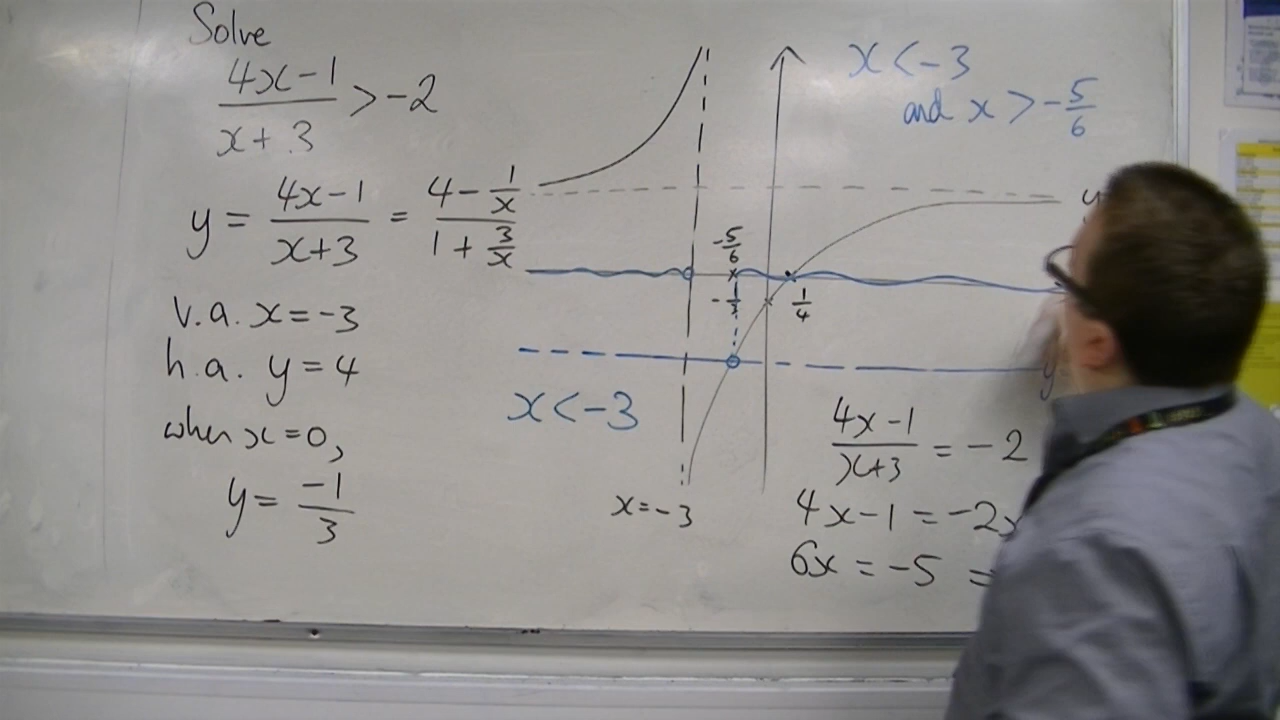 Solve
4x-1/x+3 > -2
y = 4x-1/x+3 = 4-1/x/1+3/x
v.a. x=-3
h.a. y=4
when x=0,
y= -1/3
x<-3
and x > -5/6
-5/6
-1/3
1/4
x<-3
x=-3
4x-1/x+3 = -2
4x-1 = -2x
6x = -5 =
y
y